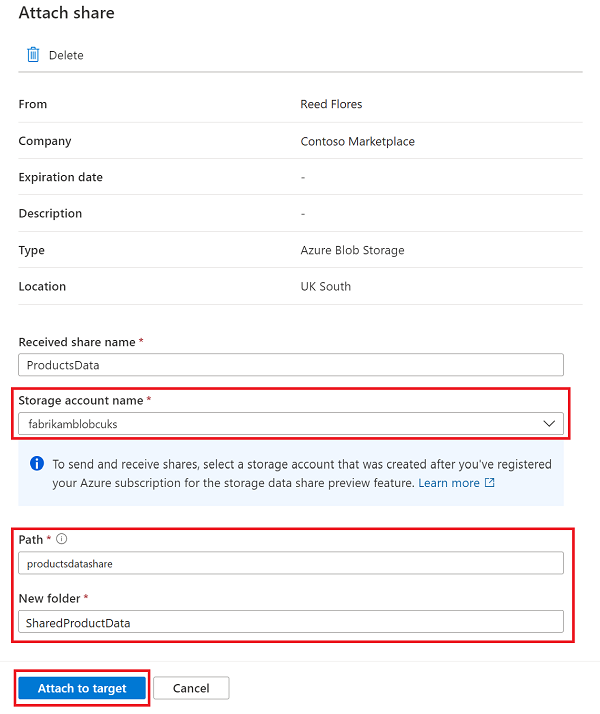 Attach share
Delete
From Reed Flores
Company Contoso Marketplace
Expiration date -
Description -
Type Azure Blob Storage
Location UK South
Received share name *
ProductsData
Storage account name *
fabrikamblobcuks
To send and receive shares, select a storage account that was created after you've registered
your Azure subscription for the storage data share preview feature. Learn more
Path *
productsdatashare
New folder *
SharedProductData
Attach to target Cancel